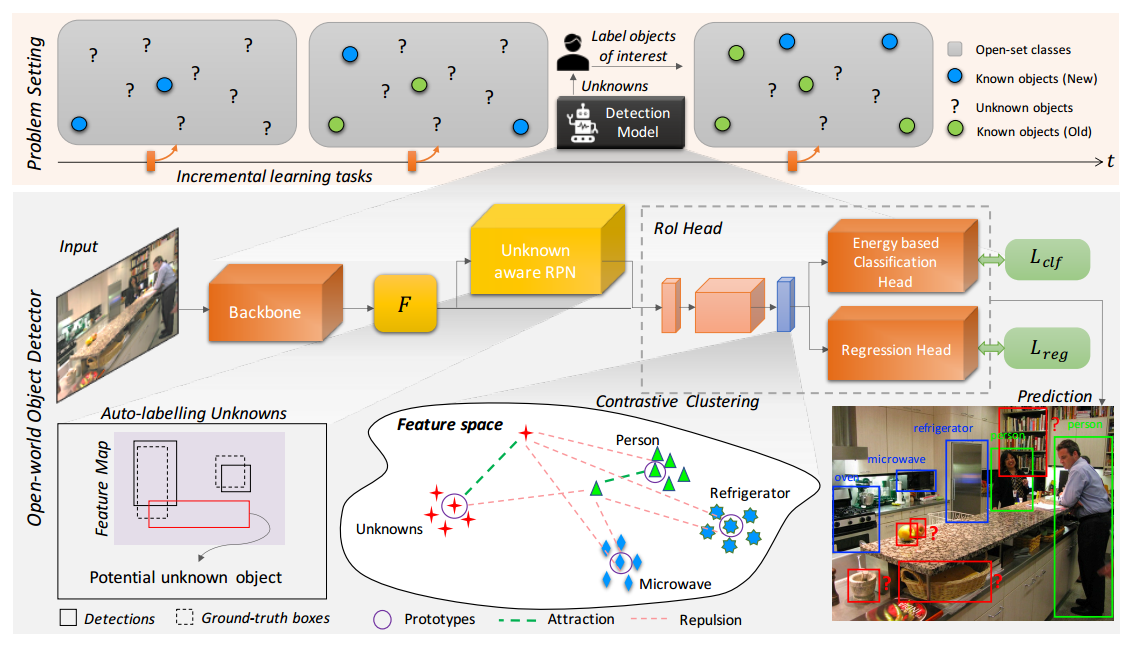 Problem Setting
? ? ? ? ? ? ? ?
? ? ? ? ? ?
Label objects
of interest
Unknowns
Detection
Model
? ? ? ?
Open-set classes
Known objects (New)
? Unknown objects
Known objects (Old)
Incremental learning tasks
t
Open-world Object Detector
Input
Backbone
F
Unknown
aware RPN
RoI Head
Energy based
Classification
Head
L_clf
Regression Head
L_reg
Prediction
Auto-labelling Unknowns
Feature Map
Potential unknown object
Detections
Ground-truth boxes
Contrastive Clustering
Feature space
Person
Refrigerator
Unknowns
Microwave
Prototypes
Attraction
Repulsion
refrigerator
person
?
person
microwave
oven
?
?
?